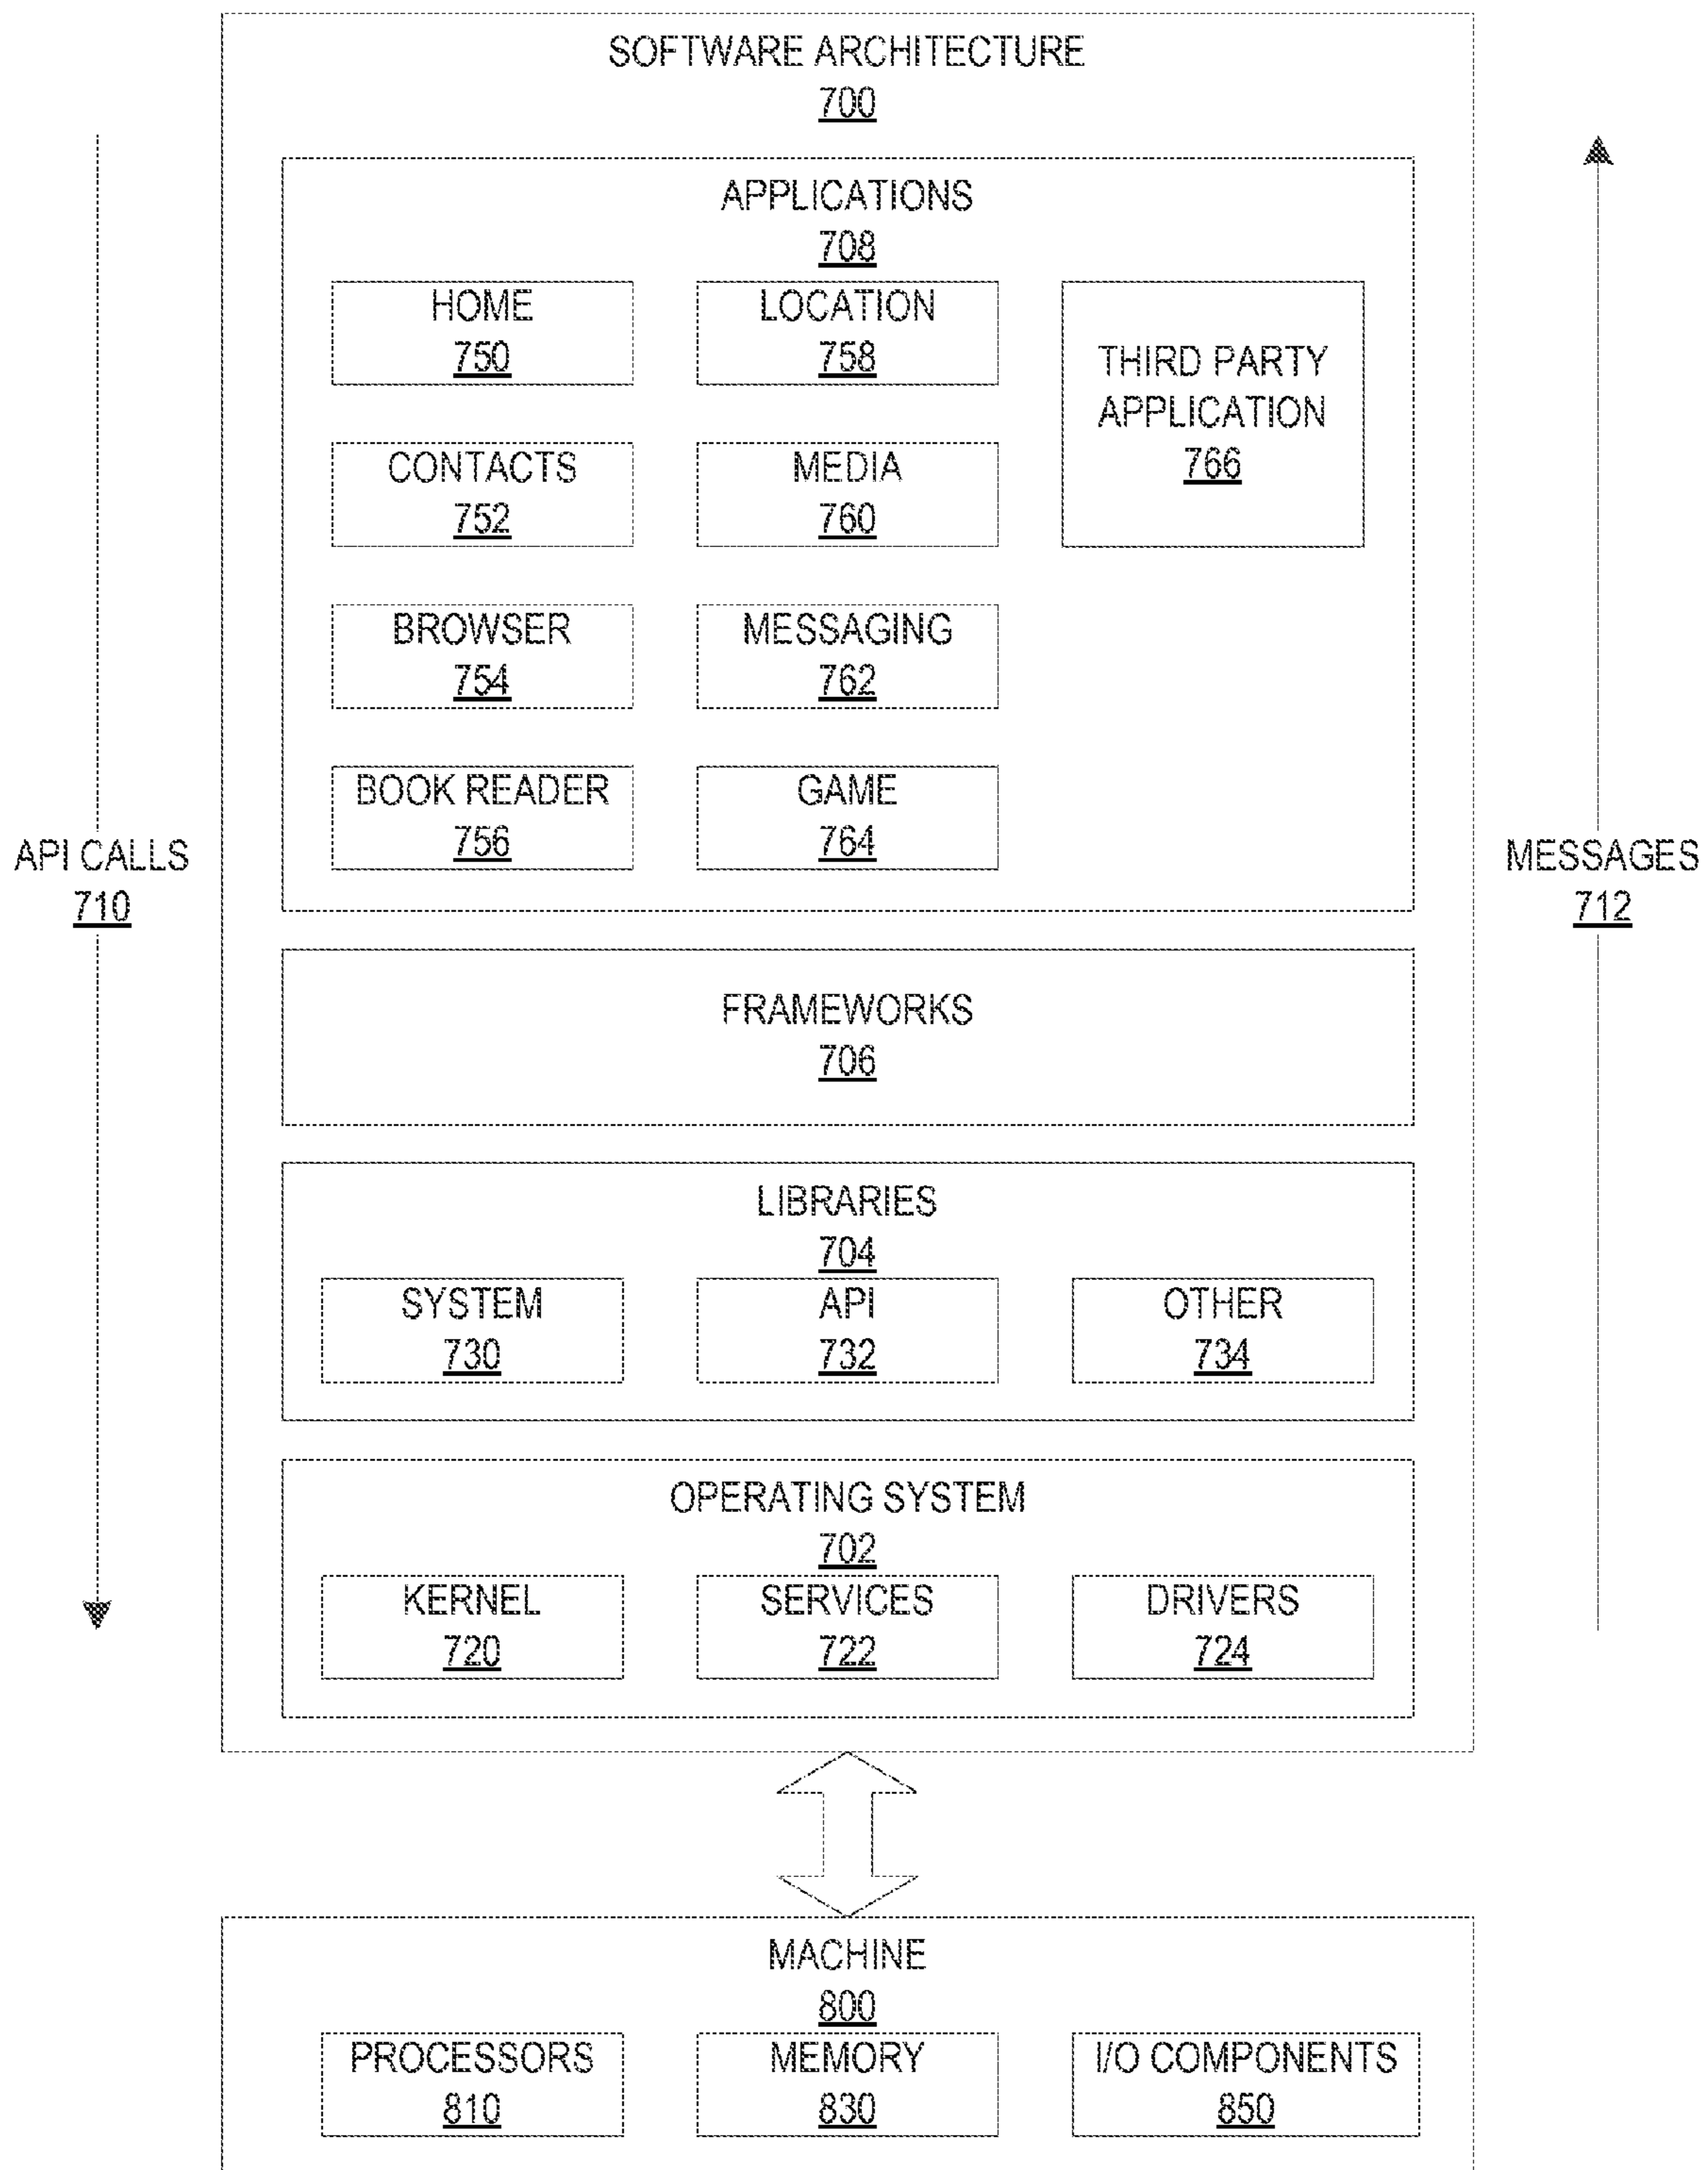 SOFTWARE ARCHITECTURE
700
APPLICATIONS
708
HOME
750
LOCATION
758
THIRD PARTY
APPLICATION
766
CONTACTS
752
MEDIA
760
BROWSER
754
MESSAGING
762
BOOK READER
756
GAME
764
API CALLS
710
MESSAGES
712
FRAMEWORKS
706
LIBRARIES
704
SYSTEM
730
API
732
OTHER
734
OPERATING SYSTEM
702
KERNEL
720
SERVICES
722
DRIVERS
724
MACHINE
800
PROCESSORS
810
MEMORY
830
I/O COMPONENTS
850